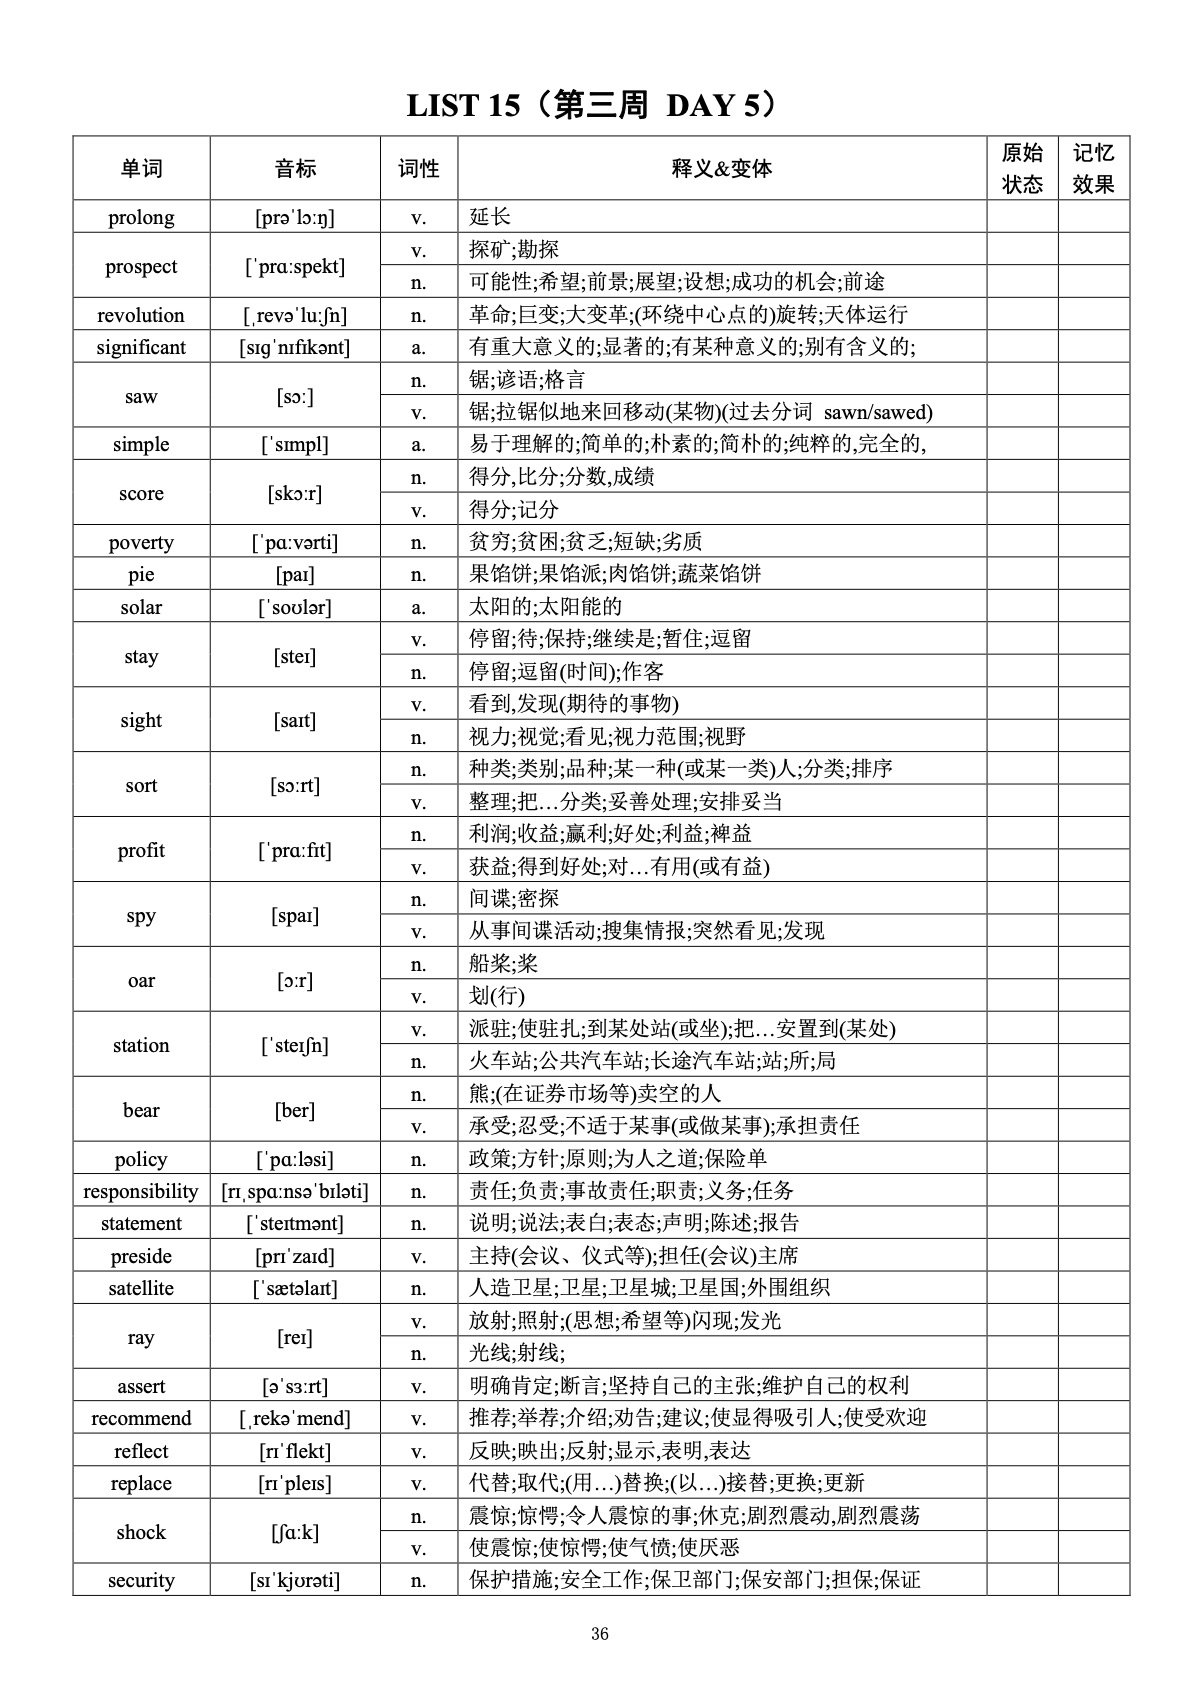 LIST 15（第三周 DAY 5）
单词 音标 词性 释义&变体 原始状态 记忆效果
prolong [prəˈlɔːŋ] v. 延长
prospect [ˈprɑːspekt] v. 探矿;勘探
n. 可能性;希望;前景;展望;设想;成功的机会;前途
revolution [ˌrevəˈluːʃn] n. 革命;巨变;大变革;(环绕中心点的)旋转;天体运行
significant [sɪɡˈnɪfɪkənt] a. 有重大意义的;显著的;有某种意义的;别有含义的;
saw [sɔː] n. 锯;谚语;格言
v. 锯;拉锯似地来回移动(某物)(过去分词 sawn/sawed)
simple [ˈsɪmpl] a. 易于理解的;简单的;朴素的;简朴的;纯粹的,完全的,
score [skɔːr] n. 得分,比分;分数,成绩
v. 得分;记分
poverty [ˈpɑːvərti] n. 贫穷;贫困;贫乏;短缺;劣质
pie [paɪ] n. 果馅饼;果馅派;肉馅饼;蔬菜馅饼
solar [ˈsoʊlər] a. 太阳的;太阳能的
stay [steɪ] v. 停留;待;保持;继续是;暂住;逗留
n. 停留;逗留(时间);作客
sight [saɪt] v. 看到,发现(期待的事物)
n. 视力;视觉;看见;视力范围;视野
sort [sɔːrt] n. 种类;类别;品种;某一种(或某一类)人;分类;排序
v. 整理;把…分类;妥善处理;安排妥当
profit [ˈprɑːfɪt] n. 利润;收益;赢利;好处;利益;裨益
v. 获益;得到好处;对…有用(或有益)
spy [spaɪ] n. 间谍;密探
v. 从事间谍活动;搜集情报;突然看见;发现
oar [ɔːr] n. 船桨;桨
v. 划(行)
station [ˈsteɪʃn] v. 派驻;使驻扎;到某处站(或坐);把…安置到(某处)
n. 火车站;公共汽车站;长途汽车站;站;所;局
bear [ber] n. 熊;(在证券市场等)卖空的人
v. 承受;忍受;不适于某事(或做某事);承担责任
policy [ˈpɑːləsi] n. 政策;方针;原则;为人之道;保险单
responsibility [rɪˌspɑːnsəˈbɪləti] n. 责任;负责;事故责任;职责;义务;任务
statement [ˈsteɪtmənt] n. 说明;说法;表白;表态;声明;陈述;报告
preside [prɪˈzaɪd] v. 主持(会议、仪式等);担任(会议)主席
satellite [ˈsætəlaɪt] n. 人造卫星;卫星;卫星城;卫星国;外围组织
ray [reɪ] v. 放射;照射;(思想;希望等)闪现;发光
n. 光线;射线;
assert [əˈsɜːrt] v. 明确肯定;断言;坚持自己的主张;维护自己的权利
recommend [ˌrekəˈmend] v. 推荐;举荐;介绍;劝告;建议;使显得吸引人;使受欢迎
reflect [rɪˈflekt] v. 反映;映出;反射;显示,表明,表达
replace [rɪˈpleɪs] v. 代替;取代;(用…)替换;(以…)接替;更换;更新
shock [ʃɑːk] n. 震惊;惊愕;令人震惊的事;休克;剧烈震动,剧烈震荡
v. 使震惊;使惊愕;使气愤;使厌恶
security [sɪˈkjʊrəti] n. 保护措施;安全工作;保卫部门;保安部门;担保;保证
36